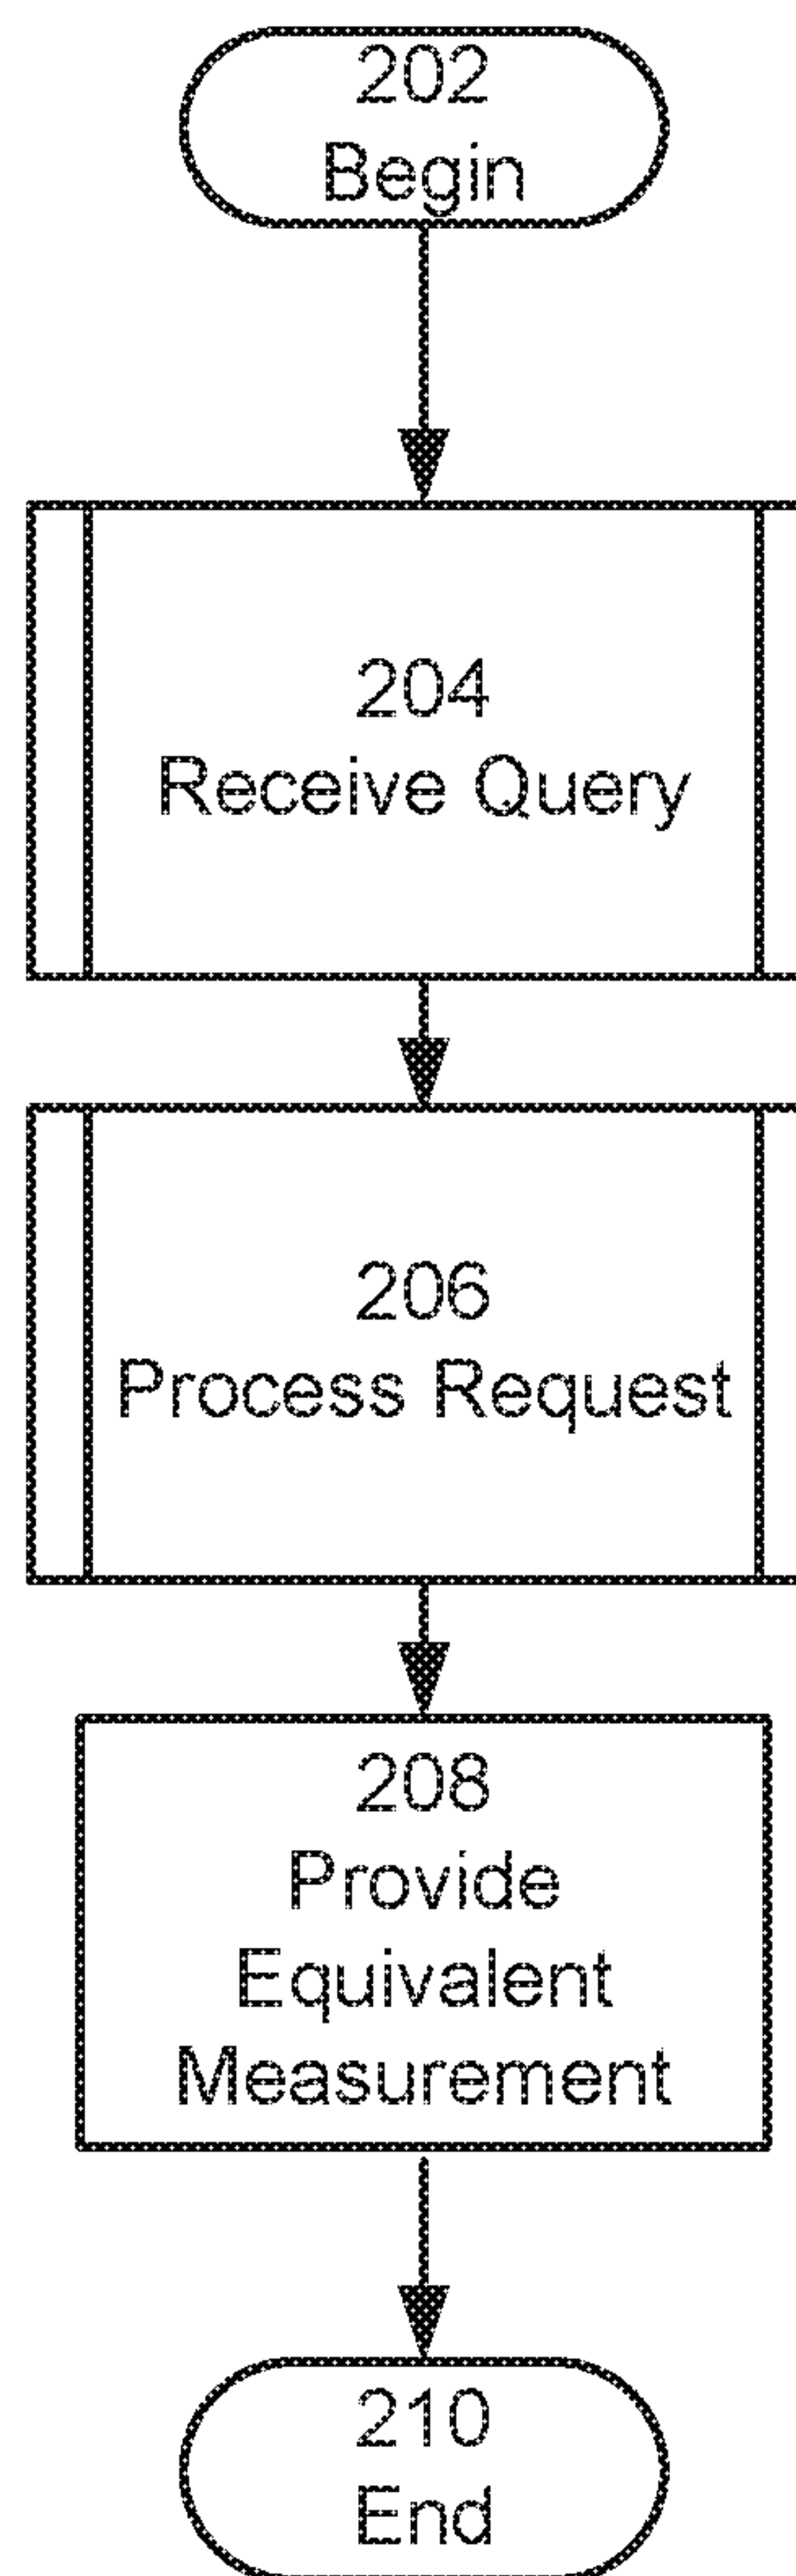 202
Begin
204
Receive Query
206
Process Request
208
Provide
Equivalent
Measurement
210
End